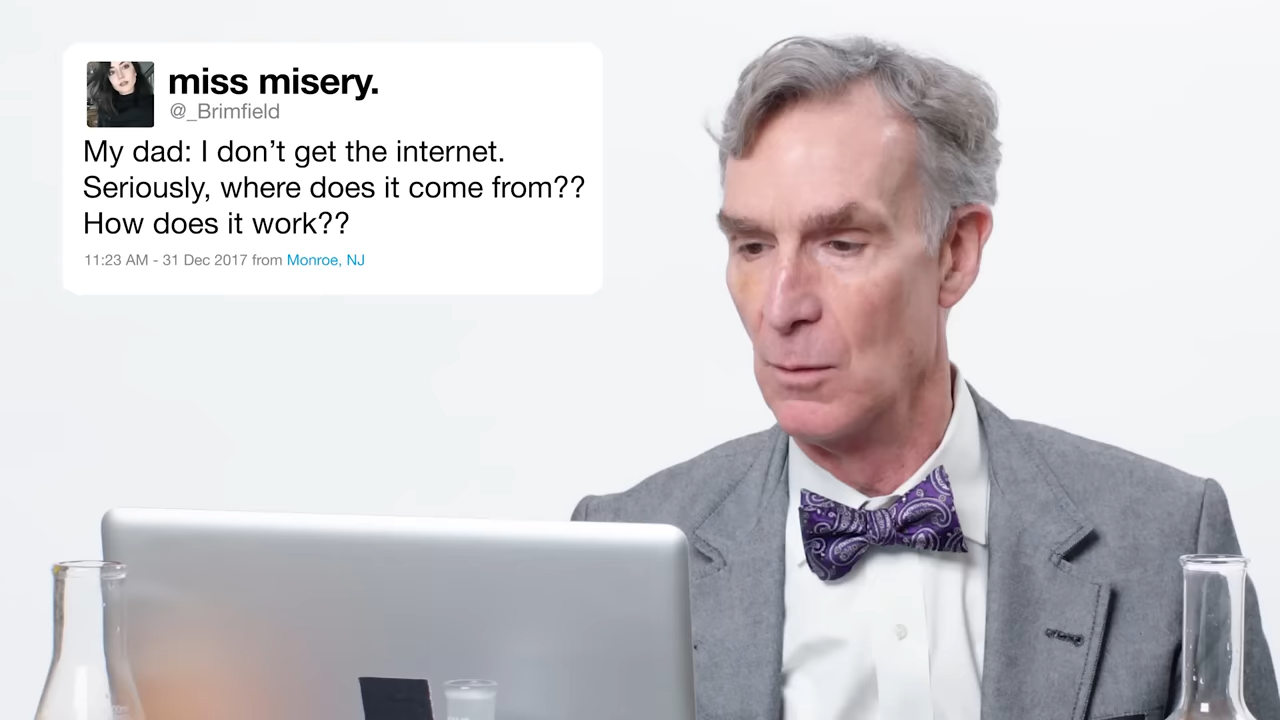 miss misery.
@_Brimfield
My dad: I don’t get the internet.
Seriously, where does it come from??
How does it work??
11:23 AM - 31 Dec 2017 from Monroe, NJ